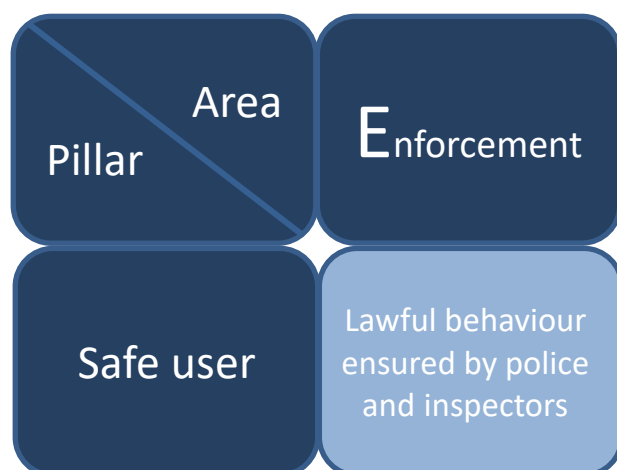 Area
Pillar
Enforcement
Safe user
Lawful behaviour
ensured by police
and inspectors